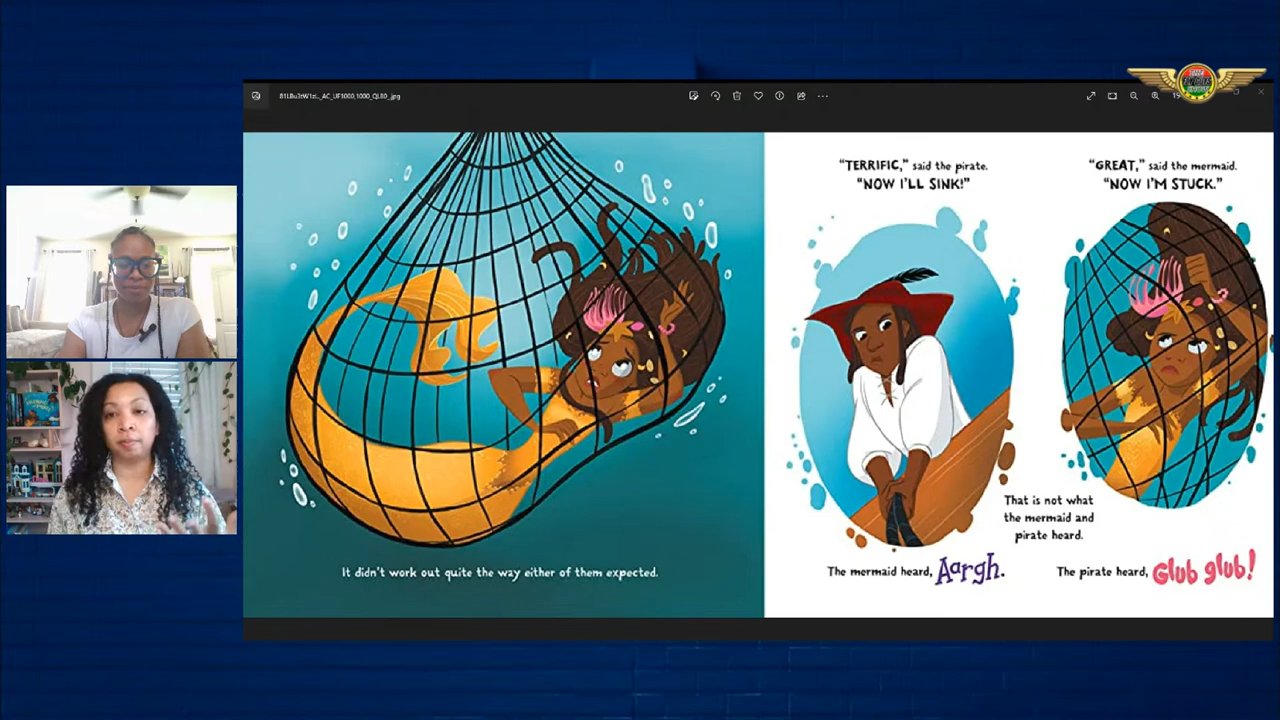 “TERRIFIC,” said the pirate.
“NOW I’LL SINK!”
“GREAT,” said the mermaid.
“NOW I’M STUCK.”
It didn’t work out quite the way either of them expected.
That is not what
the mermaid and
pirate heard.
The mermaid heard, Aargh.
The pirate heard, Glub glub!